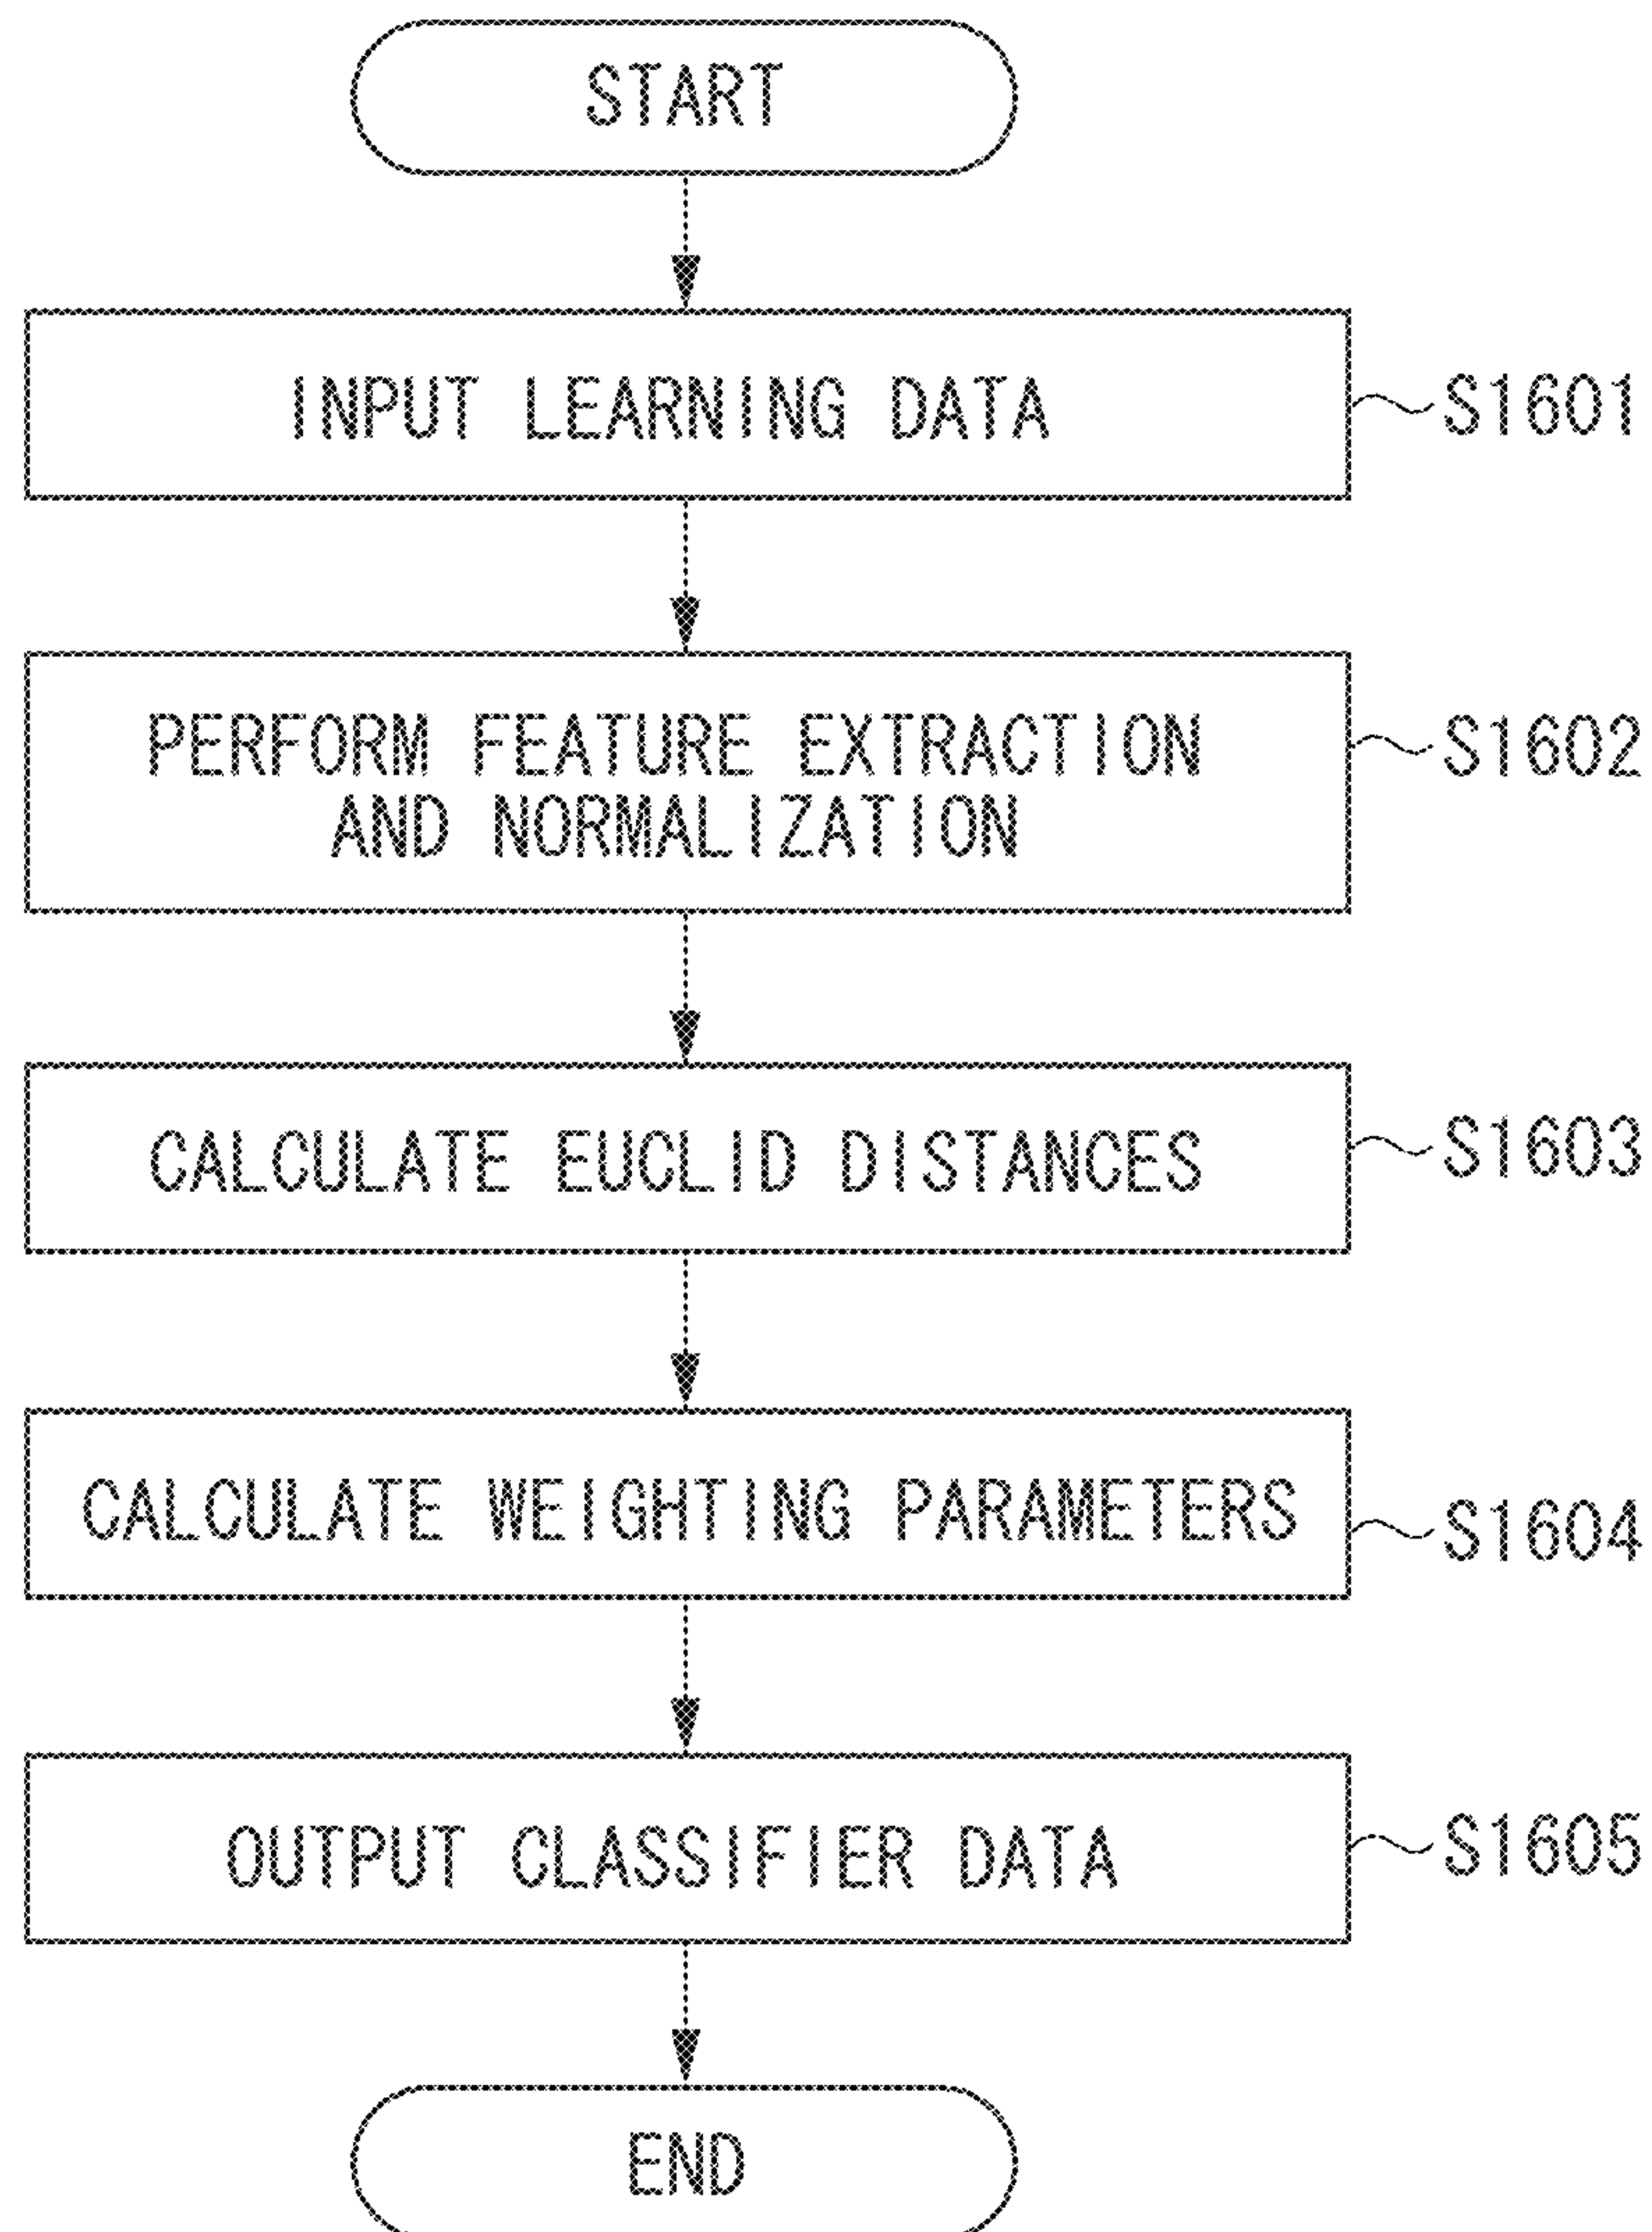 START
INPUT LEARNING DATA
S1601
PERFORM FEATURE EXTRACTION
AND NORMALIZATION
S1602
CALCULATE EUCLID DISTANCES
S1603
CALCULATE WEIGHTING PARAMETERS
S1604
OUTPUT CLASSIFIER DATA
S1605
END